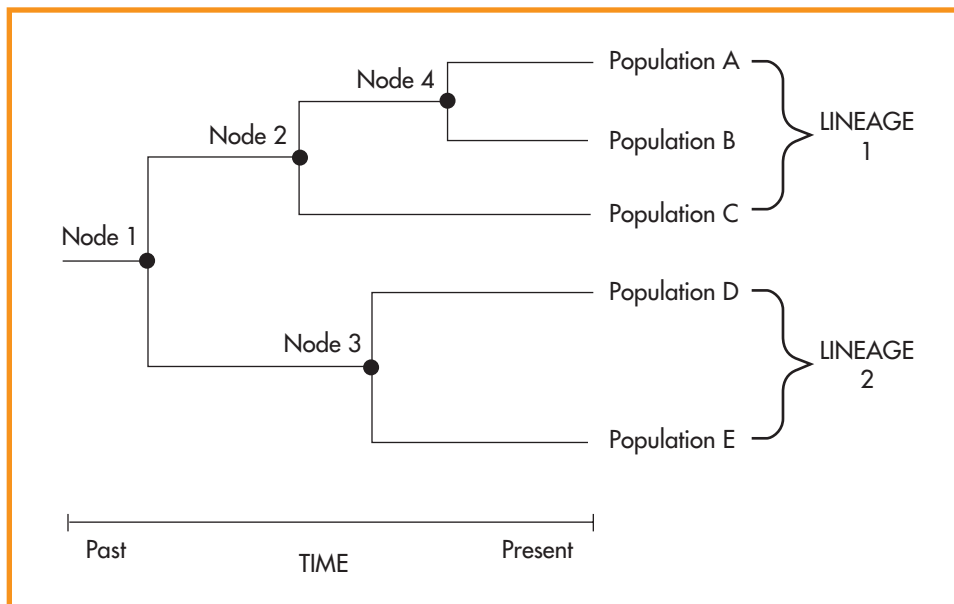 Population A
Node 4
LINEAGE
1
Node 2
Population B
Population C
Node 1
Population D
Node 3
LINEAGE
2
Population E
Past
TIME
Present